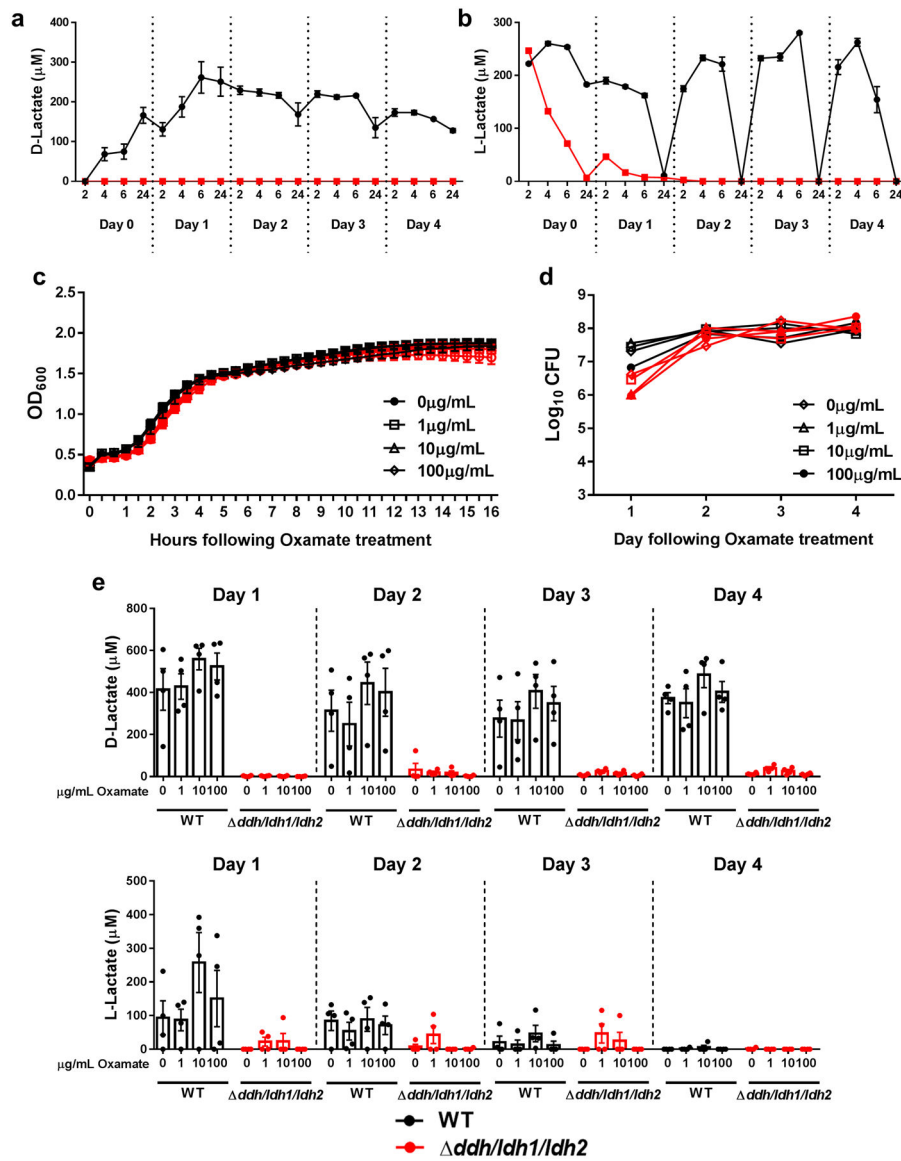 a
D-Lactate (µM)
400
300
200
100
0
2 4 6 24 2 4 6 24 2 4 6 24 2 4 6 24 2 4 6 24
Day 0 Day 1 Day 2 Day 3 Day 4
b
L-Lactate (µM)
300
200
100
0
2 4 6 24 2 4 6 24 2 4 6 24 2 4 6 24 2 4 6 24
Day 0 Day 1 Day 2 Day 3 Day 4
c
OD600
2.5
2.0
1.5
1.0
0.5
0.0
0µg/mL
1µg/mL
10µg/mL
100µg/mL
0 1 2 3 4 5 6 7 8 9 10 11 12 13 14 15 16
Hours following Oxamate treatment
d
Log10 CFU
9
8
7
6
5
4
3
0µg/mL
1µg/mL
10µg/mL
100µg/mL
1 2 3 4
Day following Oxamate treatment
e
Day 1 Day 2 Day 3 Day 4
D-Lactate (µM)
800
600
400
200
0
µg/mL Oxamate 0 1 10 100 0 1 10 100 0 1 10 100 0 1 10 100 0 1 10 100 0 1 10 100 0 1 10 100 0 1 10 100
WT Δddh/ldh1/ldh2 WT Δddh/ldh1/ldh2 WT Δddh/ldh1/ldh2 WT Δddh/ldh1/ldh2
Day 1 Day 2 Day 3 Day 4
L-Lactate (µM)
500
400
300
200
100
0
µg/mL Oxamate 0 1 10 100 0 1 10 100 0 1 10 100 0 1 10 100 0 1 10 100 0 1 10 100 0 1 10 100 0 1 10 100
WT Δddh/ldh1/ldh2 WT Δddh/ldh1/ldh2 WT Δddh/ldh1/ldh2 WT Δddh/ldh1/ldh2
WT
Δddh/ldh1/ldh2